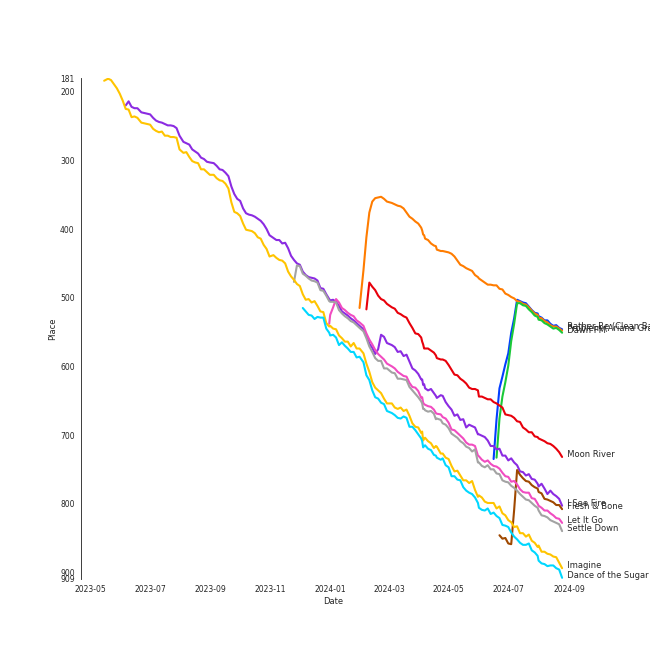 181
200
300
400
500
600
700
800
900
909
Place
2023-05
2023-07
2023-09
2023-11
2024-01
2024-03
2024-05
2024-07
2024-09
Date
Moon River
I See Fire
Flesh & Bone
Let It Go
Settle Down
Imagine
Dance of the Sugar